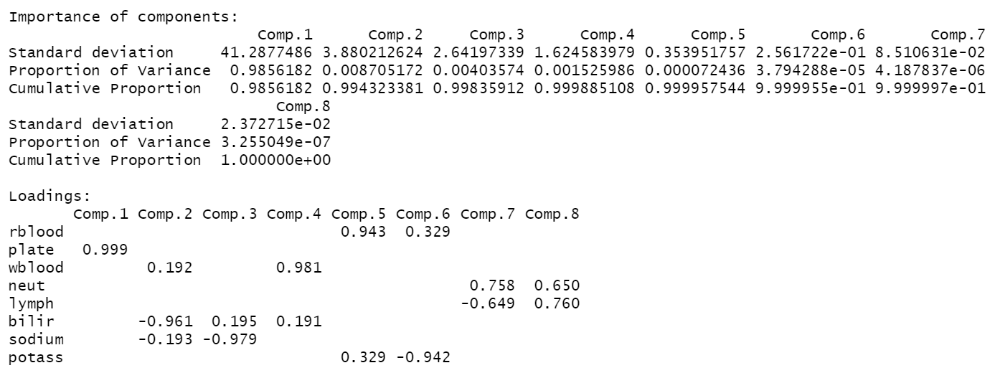 Importance of components:
                          Comp.1      Comp.2     Comp.3      Comp.4      Comp.5       Comp.6       Comp.7
Standard deviation     41.2877486 3.880212624 2.64197339 1.624583979 0.353951757 2.561722e-01 8.510631e-02
Proportion of Variance  0.9856182 0.008705172 0.00403574 0.001525986 0.000072436 3.794288e-05 4.187837e-06
Cumulative Proportion   0.9856182 0.994323381 0.99835912 0.999885108 0.999957544 9.999955e-01 9.999997e-01
                             Comp.8
Standard deviation     2.372715e-02
Proportion of Variance 3.255049e-07
Cumulative Proportion  1.000000e+00

Loadings:
       Comp.1 Comp.2 Comp.3 Comp.4 Comp.5 Comp.6 Comp.7 Comp.8
rblood                              0.943  0.329
plate   0.999
wblood         0.192         0.981
neut                                              0.758  0.650
lymph                                            -0.649  0.760
bilir         -0.961  0.195  0.191
sodium        -0.193 -0.979
potass                              0.329 -0.942